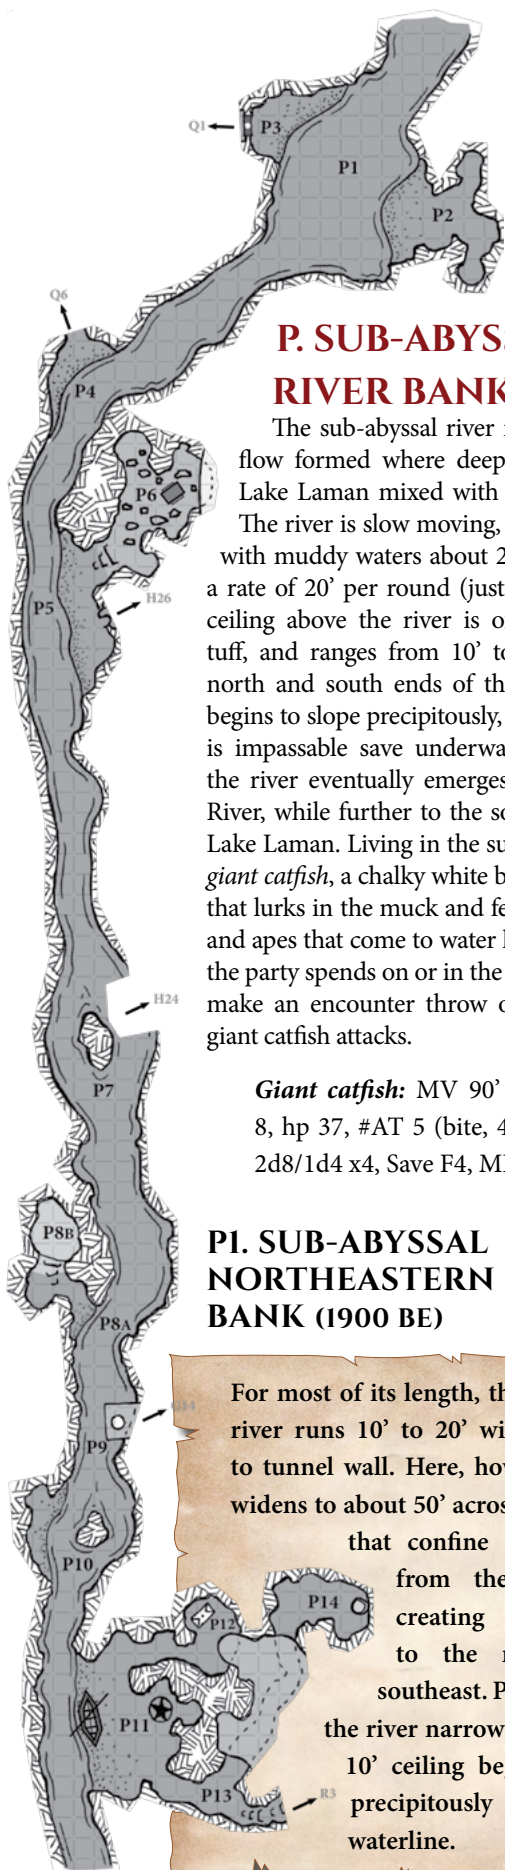 Q1
P3
P1
P2
Q6
P4
P6
P5
H26
H24
P7
P8B
P8A
G14
P9
P10
P12
P14
P11
P13
R3
P. SUB-ABYS
RIVER BANK
The sub-abyssal river
flow formed where deep
Lake Laman mixed with
The river is slow moving,
with muddy waters about 2
a rate of 20’ per round (just
ceiling above the river is o
tuff, and ranges from 10’ to
north and south ends of th
begins to slope precipitously,
is impassable save underwa
the river eventually emerges
River, while further to the so
Lake Laman. Living in the su
giant catfish, a chalky white b
that lurks in the muck and fe
and apes that come to water
the party spends on or in the
make an encounter throw o
giant catfish attacks.
Giant catfish: MV 90’
8, hp 37, #AT 5 (bite, 4
2d8/1d4 x4, Save F4, M
P1. SUB-ABYSSAL
NORTHEASTERN
BANK (1900 BE)
For most of its length, th
river runs 10’ to 20’ wi
to tunnel wall. Here, ho
widens to about 50’ acros
that confine
from the
creating
to the
southeast. P
the river narrow
10’ ceiling be
precipitously
waterline.